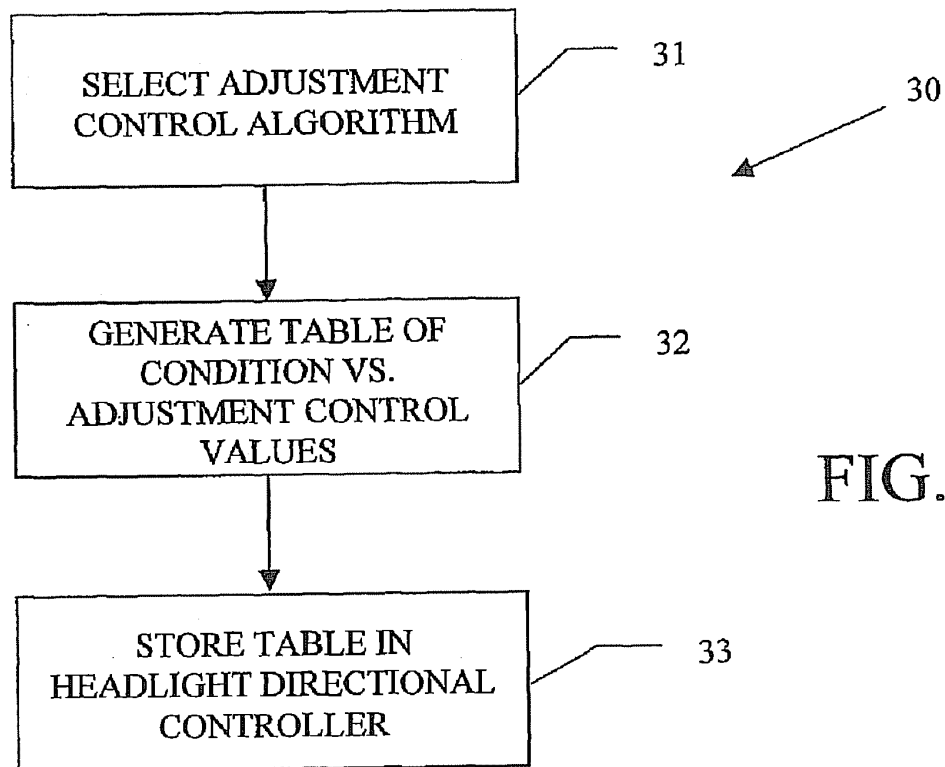 SELECT ADJUSTMENT
CONTROL ALGORITHM
31
30
GENERATE TABLE OF
CONDITION VS.
ADJUSTMENT CONTROL
VALUES
32
FIG.
STORE TABLE IN
HEADLIGHT DIRECTIONAL
CONTROLLER
33